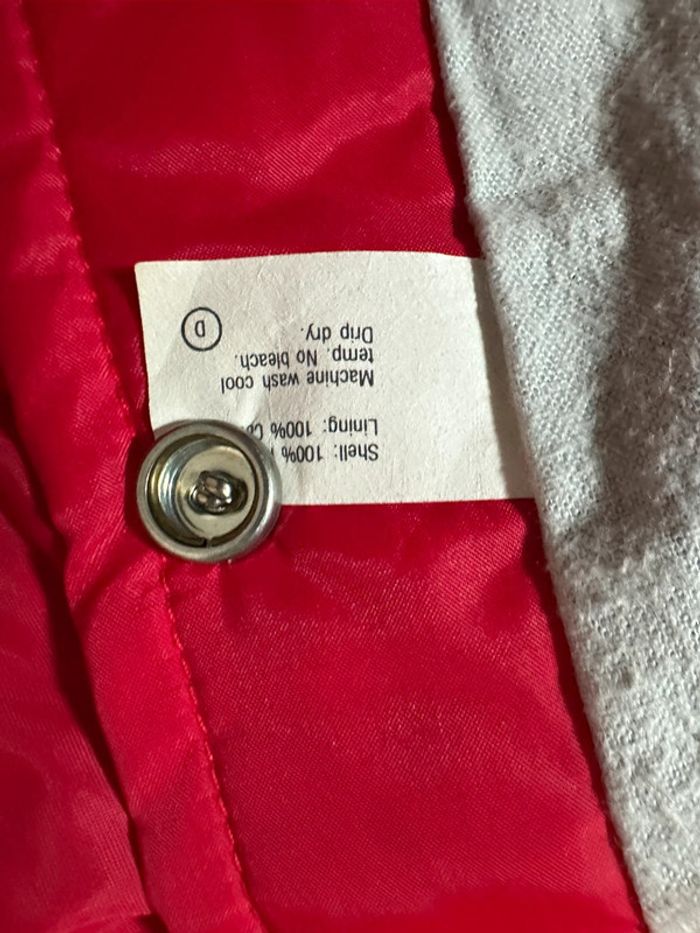 Shell: 100%
Lining: 100%
Machine wash cool
temp. No bleach.
Drip dry.
D